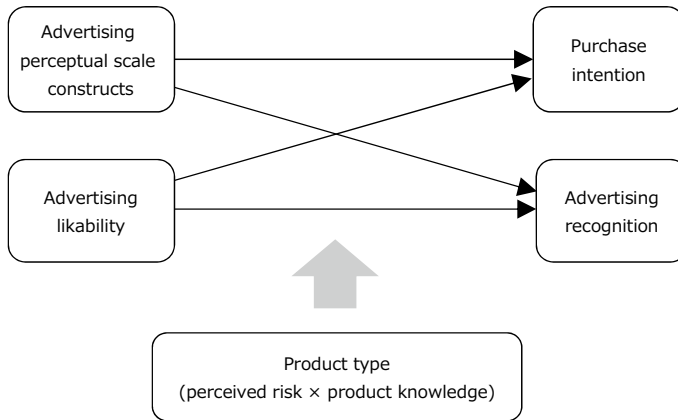 Advertising
perceptual scale
constructs
Purchase
intention
Advertising
likability
Advertising
recognition
Product type
(perceived risk × product knowledge)